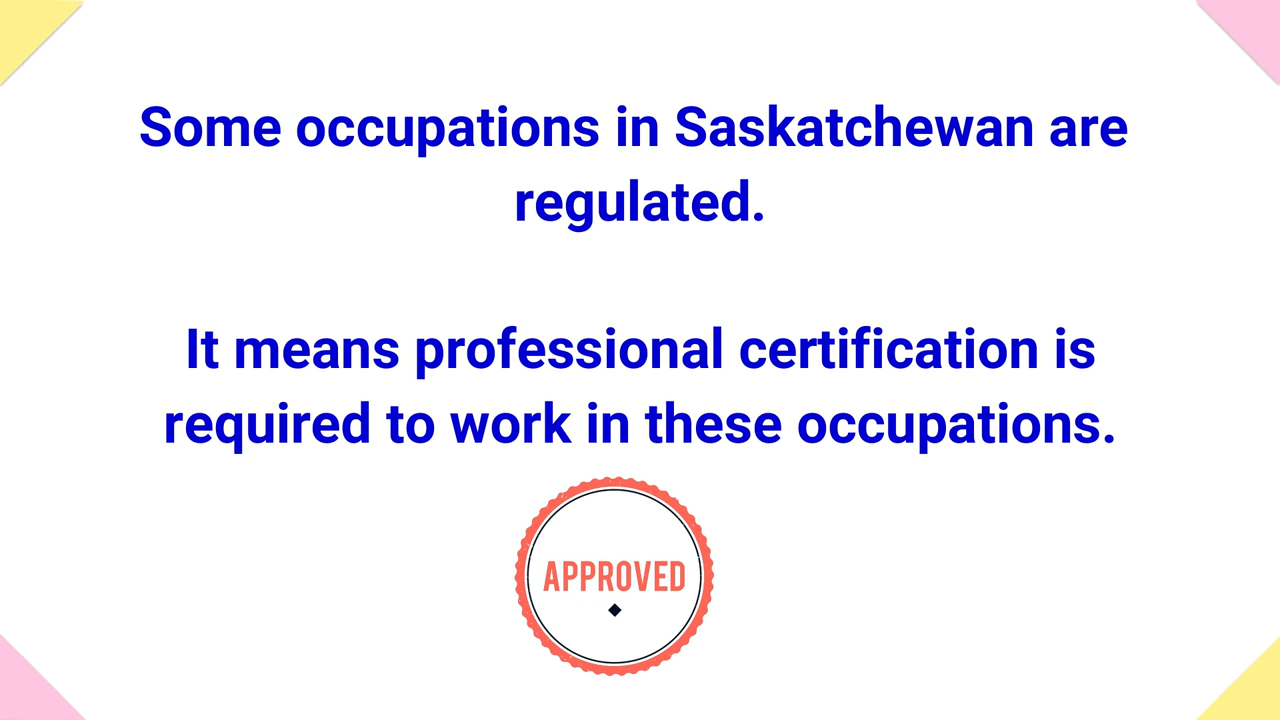 Some occupations in Saskatchewan are
regulated.
It means professional certification is
required to work in these occupations.
APPROVED